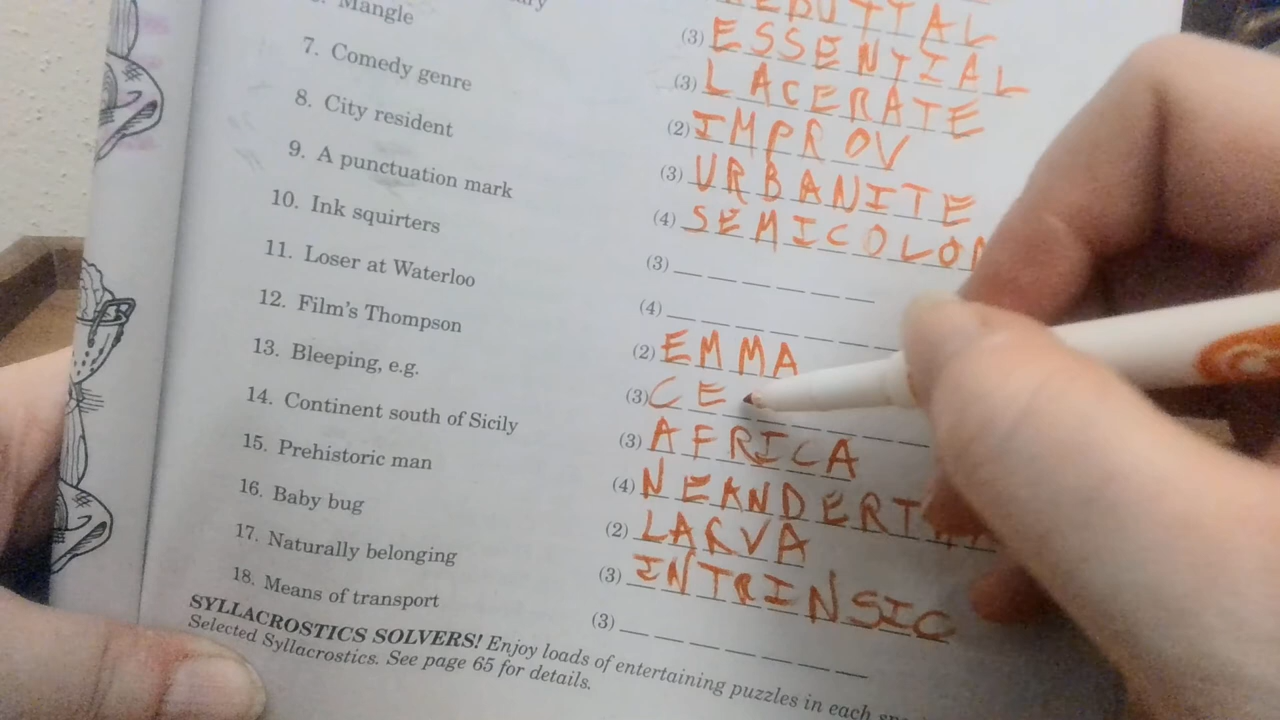 Mangle
7. Comedy genre
8. City resident
9. A punctuation mark
10. Ink squirters
11. Loser at Waterloo
12. Film's Thompson
13. Bleeping, e.g.
14. Continent south of Sicily
15. Prehistoric man
16. Baby bug
17. Naturally belonging
18. Means of transport
(3) ESSENTIAL
(3) LACERATE
(2) IMPROV
(3) URBANITE
(4) SEMICOLON
(3)
(4)
(2) EMMA
(3) CE
(3) AFRICA
(4) NEANDERT
(2) LARVA
(3) INTRINSIC
(3)
SYLLACROSTICS SOLVERS! Enjoy loads of entertaining puzzles in each
Selected Syllacrostics. See page 65 for details.